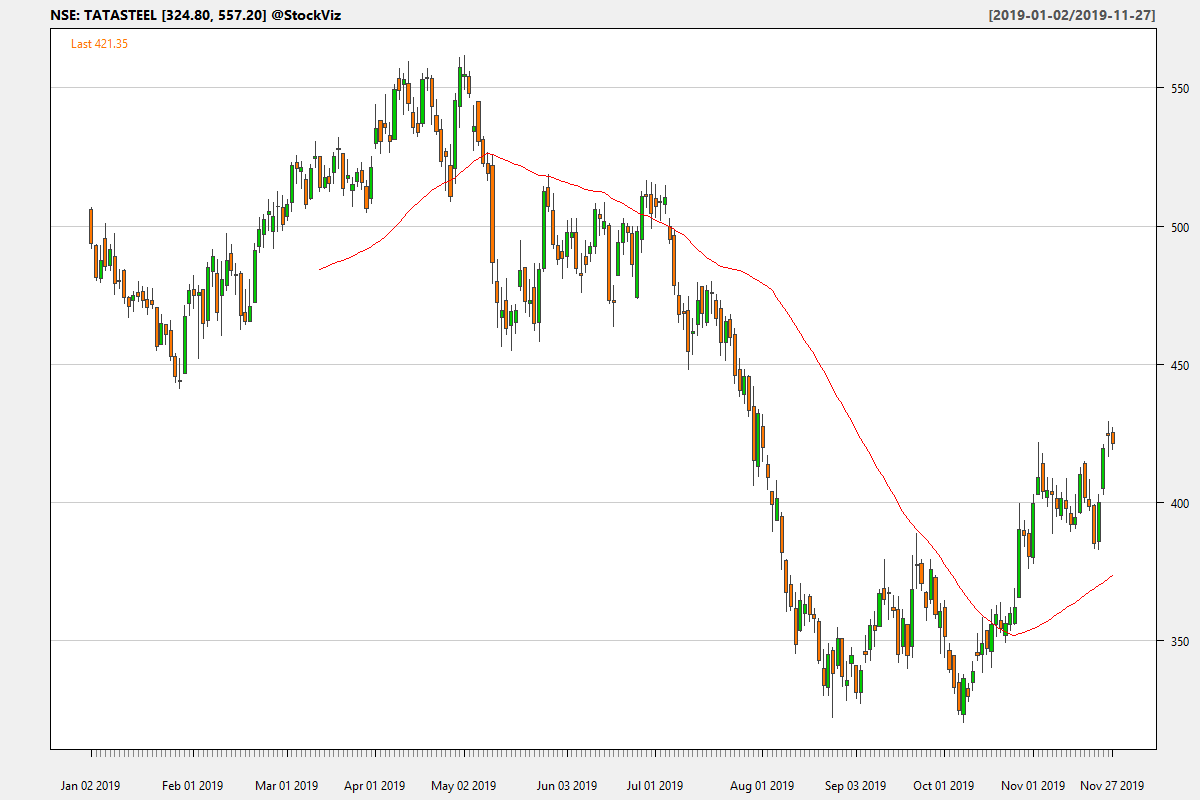 NSE: TATASTEEL [324.80, 557.20] @StockViz [2019-01-02/2019-11-27]
Last 421.35
550
500
450
400
350
Jan 02 2019 Feb 01 2019 Mar 01 2019 Apr 01 2019 May 02 2019 Jun 03 2019 Jul 01 2019 Aug 01 2019 Sep 03 2019 Oct 01 2019 Nov 01 2019 Nov 27 2019